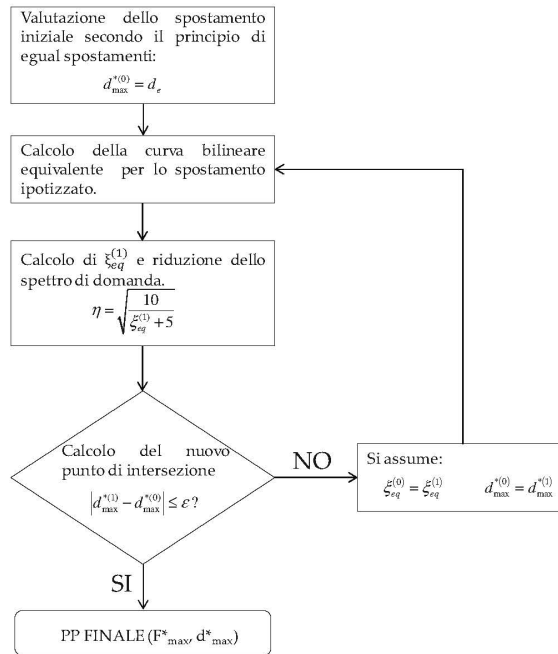 Valutazione dello spostamento
iniziale secondo il principio di
egual spostamenti:
d*(0)max = de
Calcolo della curva bilineare
equivalente per lo spostamento
ipotizzato.
Calcolo di ξ(1)eq e riduzione dello
spettro di domanda.
η = √(10 / (ξ(1)eq + 5))
Calcolo del nuovo
punto di intersezione
|d*(1)max − d*(0)max| ≤ ε?
NO
Si assume:
ξ(0)eq = ξ(1)eq d*(0)max = d*(1)max
SI
PP FINALE (F*max, d*max)